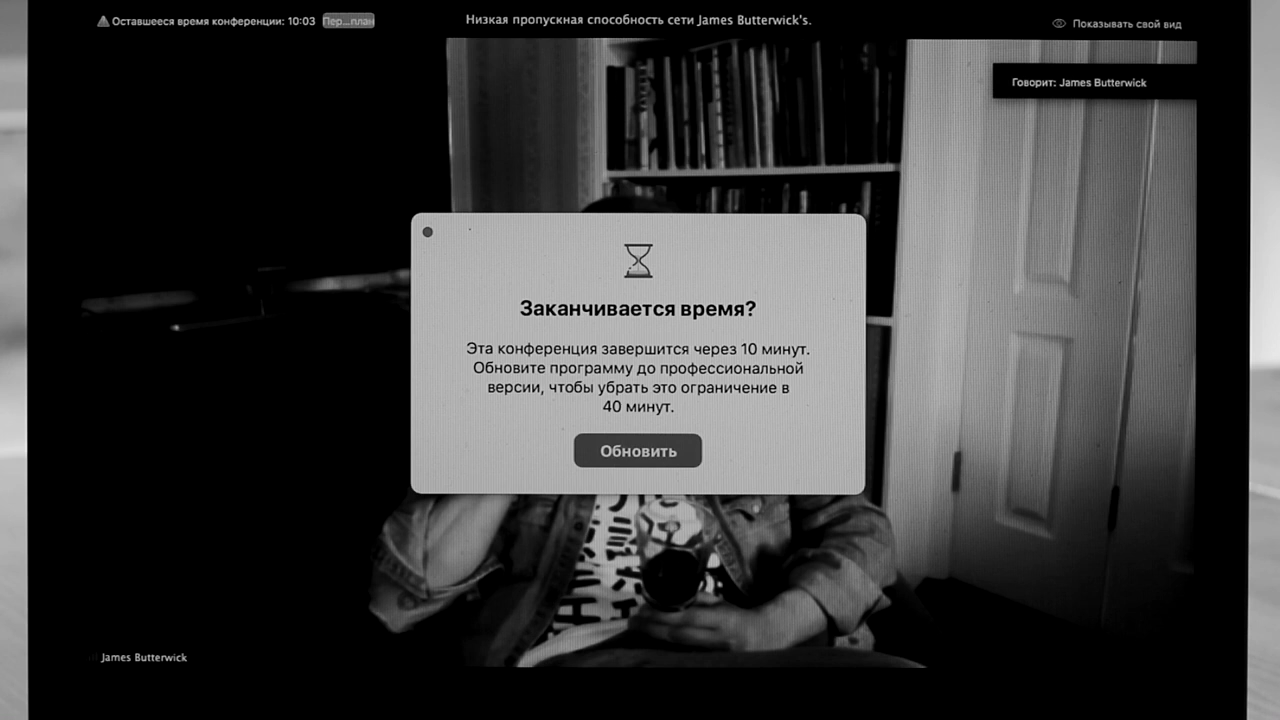 Оставшееся время конференции: 10:03 Пер...план
Низкая пропускная способность сети James Butterwick's.
Показывать свой вид
Говорит: James Butterwick
Заканчивается время?
Эта конференция завершится через 10 минут.
Обновите программу до профессиональной
версии, чтобы убрать это ограничение в
40 минут.
Обновить
James Butterwick